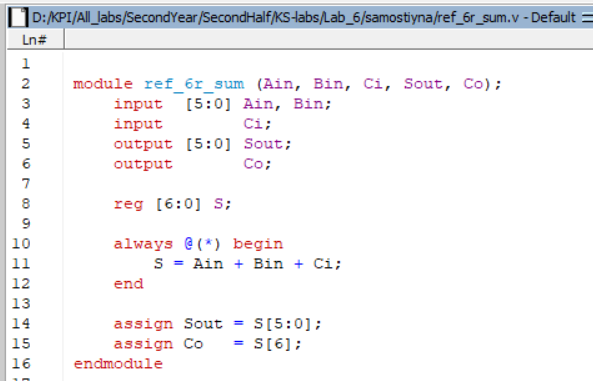 D:/KPI/All_labs/SecondYear/SecondHalf/KS-labs/Lab_6/samostiyna/ref_6r_sum.v - Default
Ln#
1
2 module ref_6r_sum (Ain, Bin, Ci, Sout, Co);
3     input  [5:0] Ain, Bin;
4     input        Ci;
5     output [5:0] Sout;
6     output       Co;
7
8     reg [6:0] S;
9
10     always @(*) begin
11         S = Ain + Bin + Ci;
12     end
13
14     assign Sout = S[5:0];
15     assign Co   = S[6];
16 endmodule